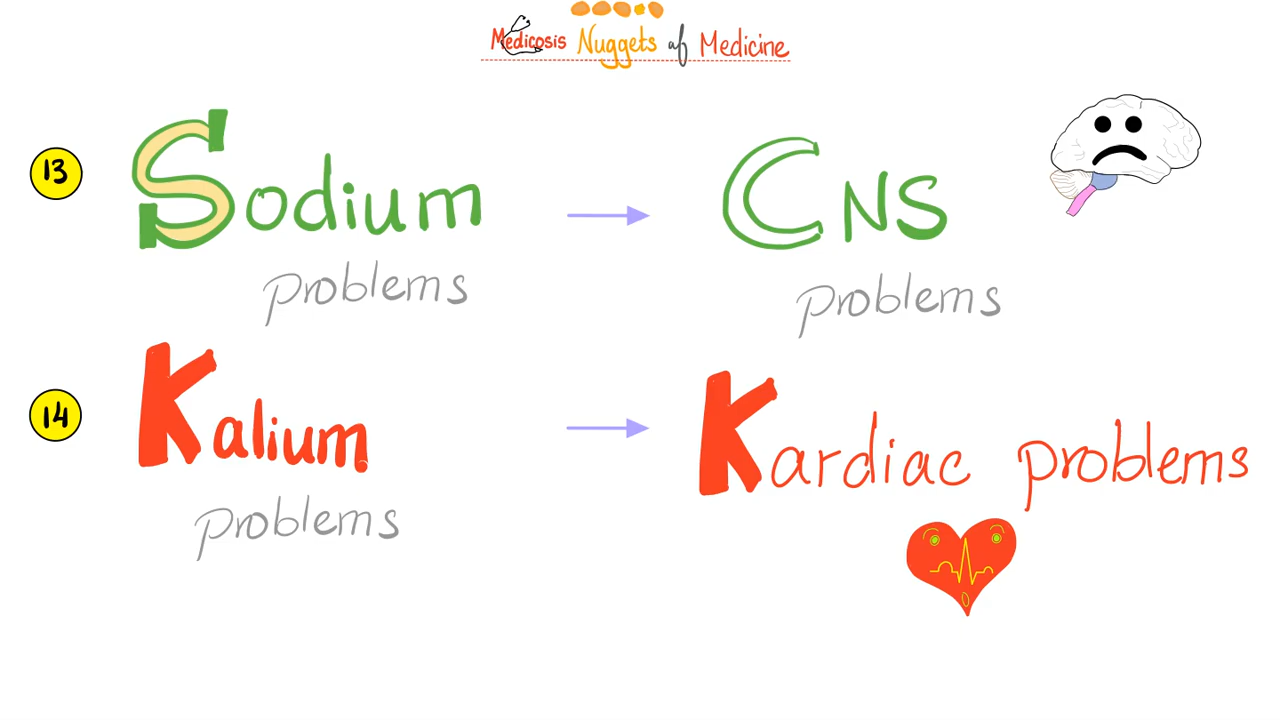 Medicosis Nuggets of Medicine
13
Sodium
CNS
problems
problems
14
Kalium
Kardiac problems
problems